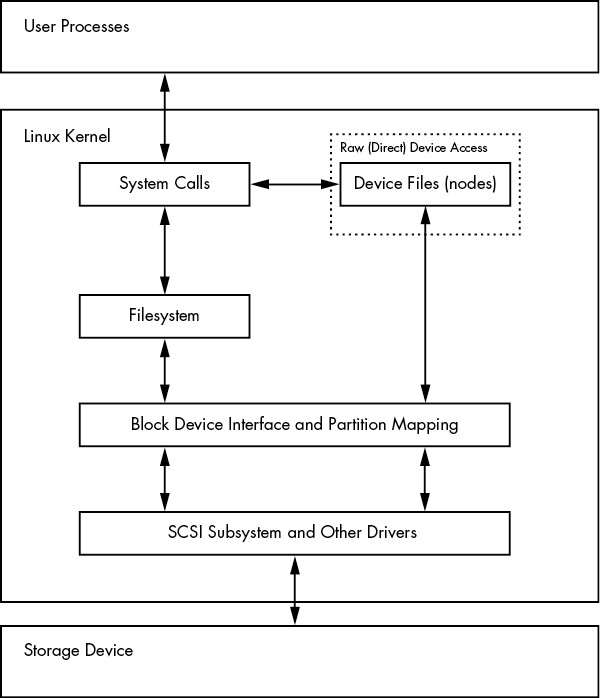 User Processes
Linux Kernel
Raw (Direct) Device Access
System Calls
Device Files (nodes)
Filesystem
Block Device Interface and Partition Mapping
SCSI Subsystem and Other Drivers
Storage Device